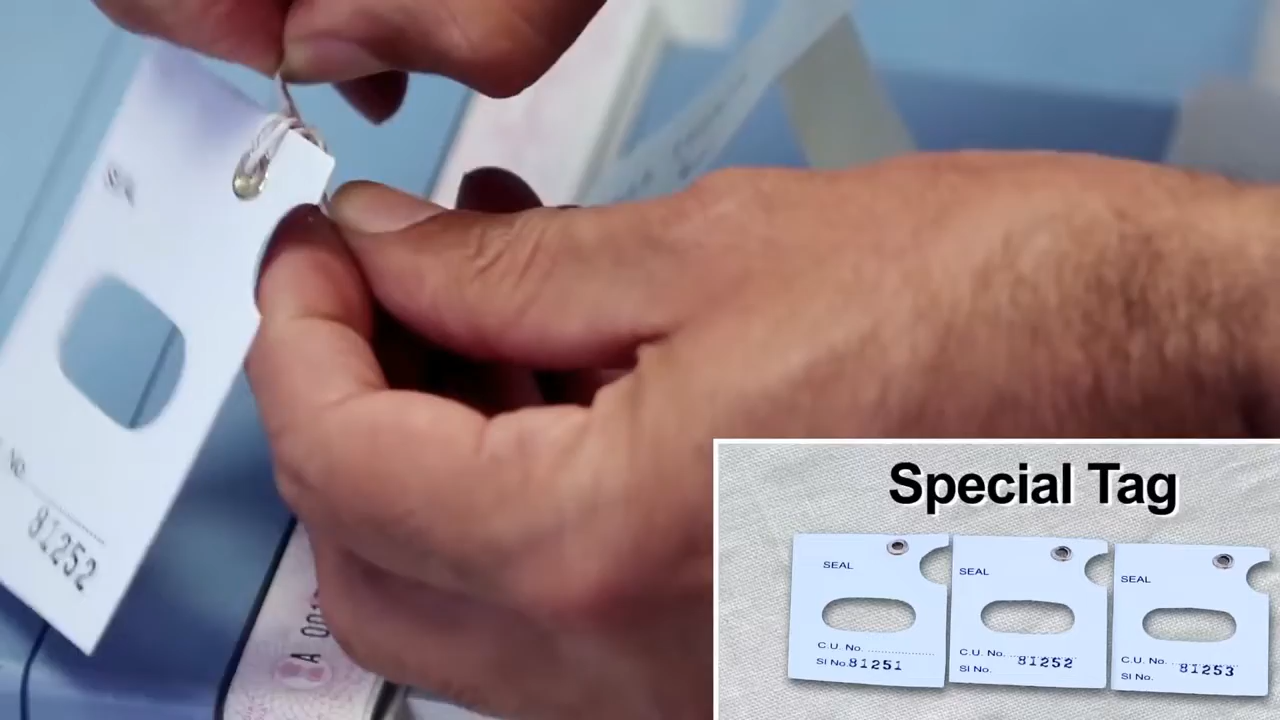 SEAL
No.
81252
A 001
Special Tag
SEAL
C.U. No.
SI No. 81251
SEAL
C.U. No.
SI No. 81252
SEAL
C.U. No.
SI No. 81253